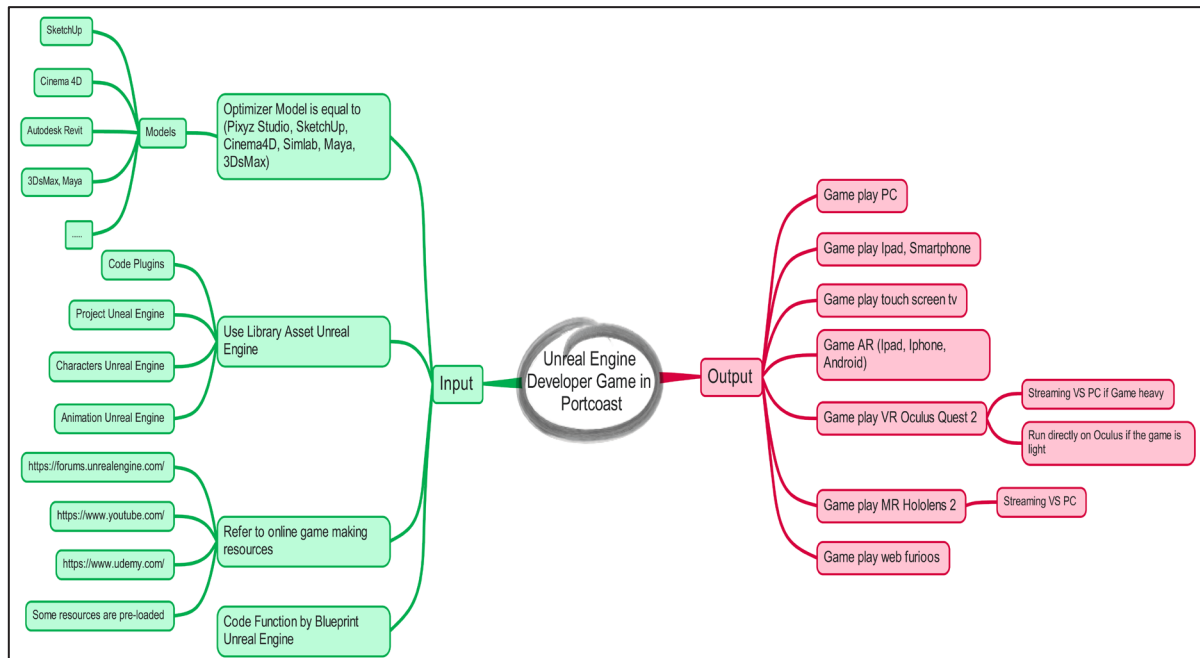 SketchUp
Cinema 4D
Autodesk Revit
3DsMax, Maya
.....
Models
Optimizer Model is equal to
(Pixyz Studio, SketchUp,
Cinema4D, Simlab, Maya,
3DsMax)
Code Plugins
Project Uneal Engine
Characters Unreal Engine
Animation Unreal Engine
Use Library Asset Unreal
Engine
https://forums.unrealengine.com/
https://www.youtube.com/
https://www.udemy.com/
Some resources are pre-loaded
Refer to online game making
resources
Code Function by Blueprint
Unreal Engine
Input
Unreal Engine
Developer Game in
Portcoast
Output
Game play PC
Game play Ipad, Smartphone
Game play touch screen tv
Game AR (Ipad, Iphone,
Android)
Game play VR Oculus Quest 2
Streaming VS PC if Game heavy
Run directly on Oculus if the game is
light
Game play MR Hololens 2
Streaming VS PC
Game play web furioos